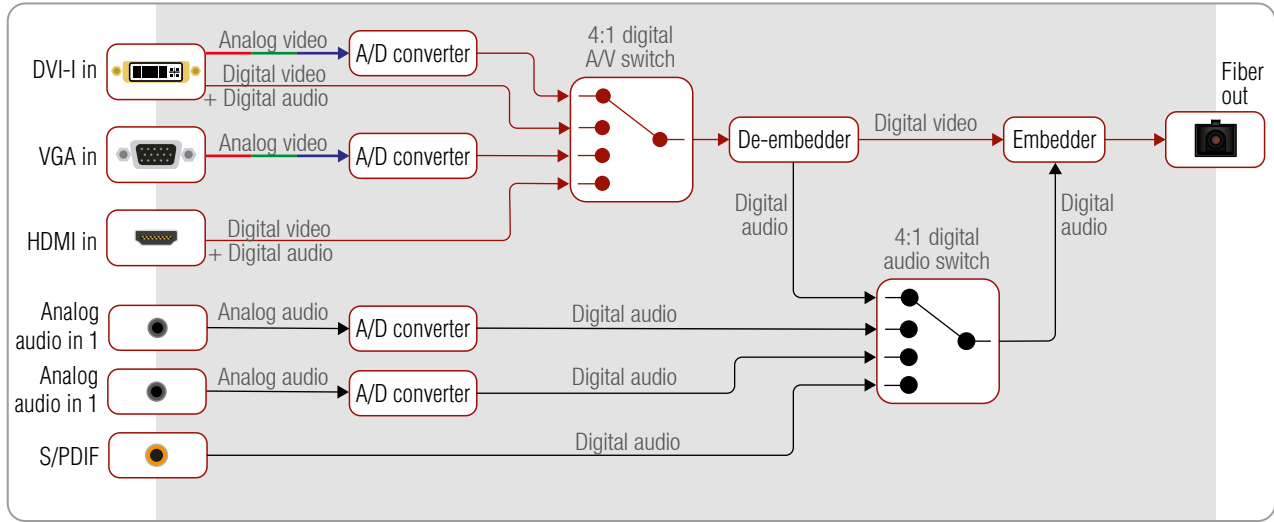 DVI-I in
Analog video
A/D converter
Digital video
+ Digital audio
4:1 digital
A/V switch
Fiber
out
VGA in
Analog video
A/D converter
De-embedder
Digital video
Embedder
HDMI in
Digital video
+ Digital audio
Digital
audio
Digital
audio
4:1 digital
audio switch
Analog
audio in 1
Analog audio
A/D converter
Digital audio
Analog
audio in 1
Analog audio
A/D converter
Digital audio
S/PDIF
Digital audio